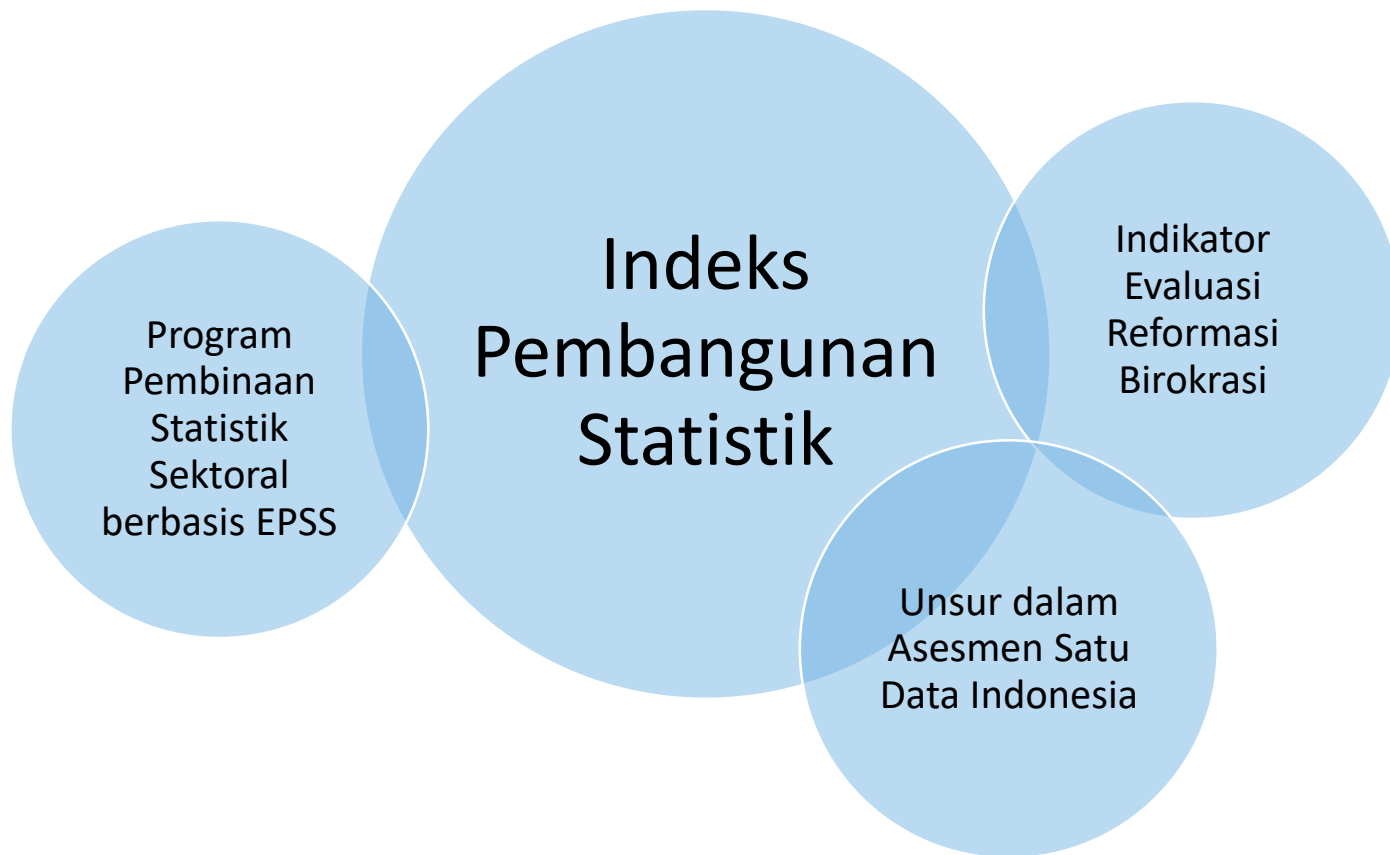 Indeks
Pembangunan
Statistik
Program
Pembinaan
Statistik
Sektoral
berbasis EPSS
Indikator
Evaluasi
Reformasi
Birokrasi
Unsur dalam
Asesmen Satu
Data Indonesia